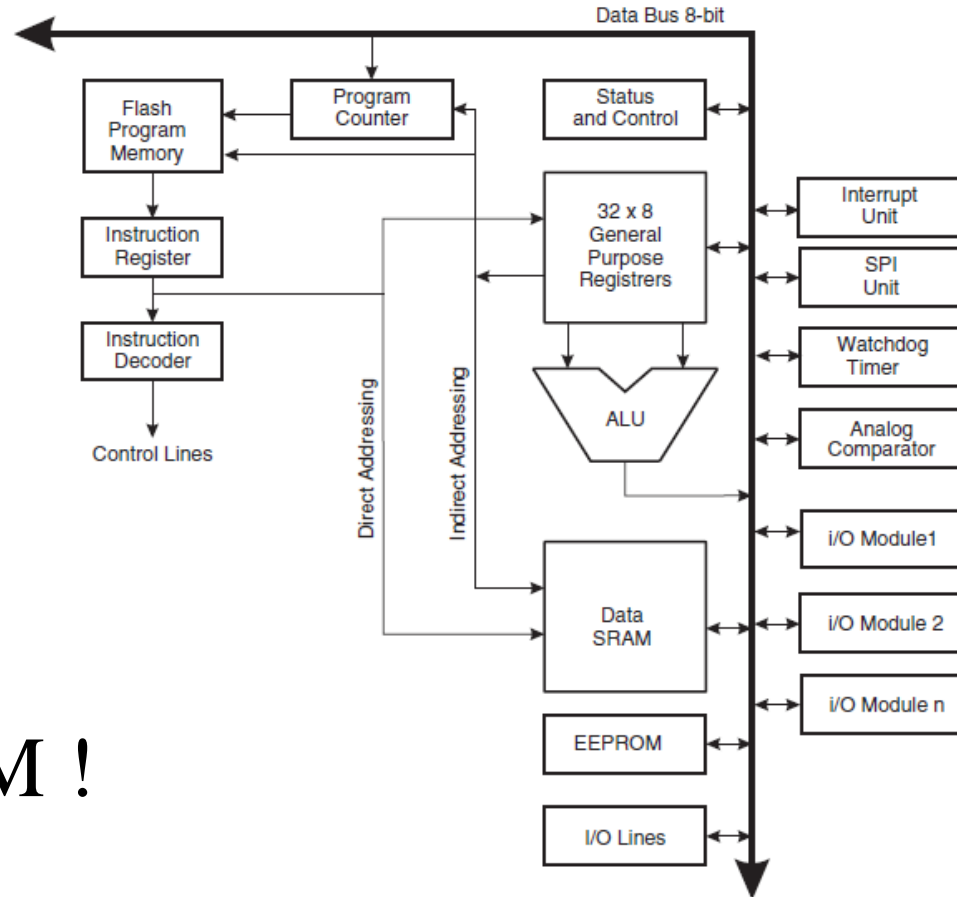 Data Bus 8-bit
Flash
Program
Memory
Program
Counter
Status
and Control
Instruction
Register
32 x 8
General
Purpose
Registrers
Interrupt
Unit
SPI
Unit
Instruction
Decoder
Watchdog
Timer
Control Lines
Direct Addressing
Indirect Addressing
ALU
Analog
Comparator
i/O Module1
Data
SRAM
i/O Module 2
i/O Module n
EEPROM
M !
I/O Lines